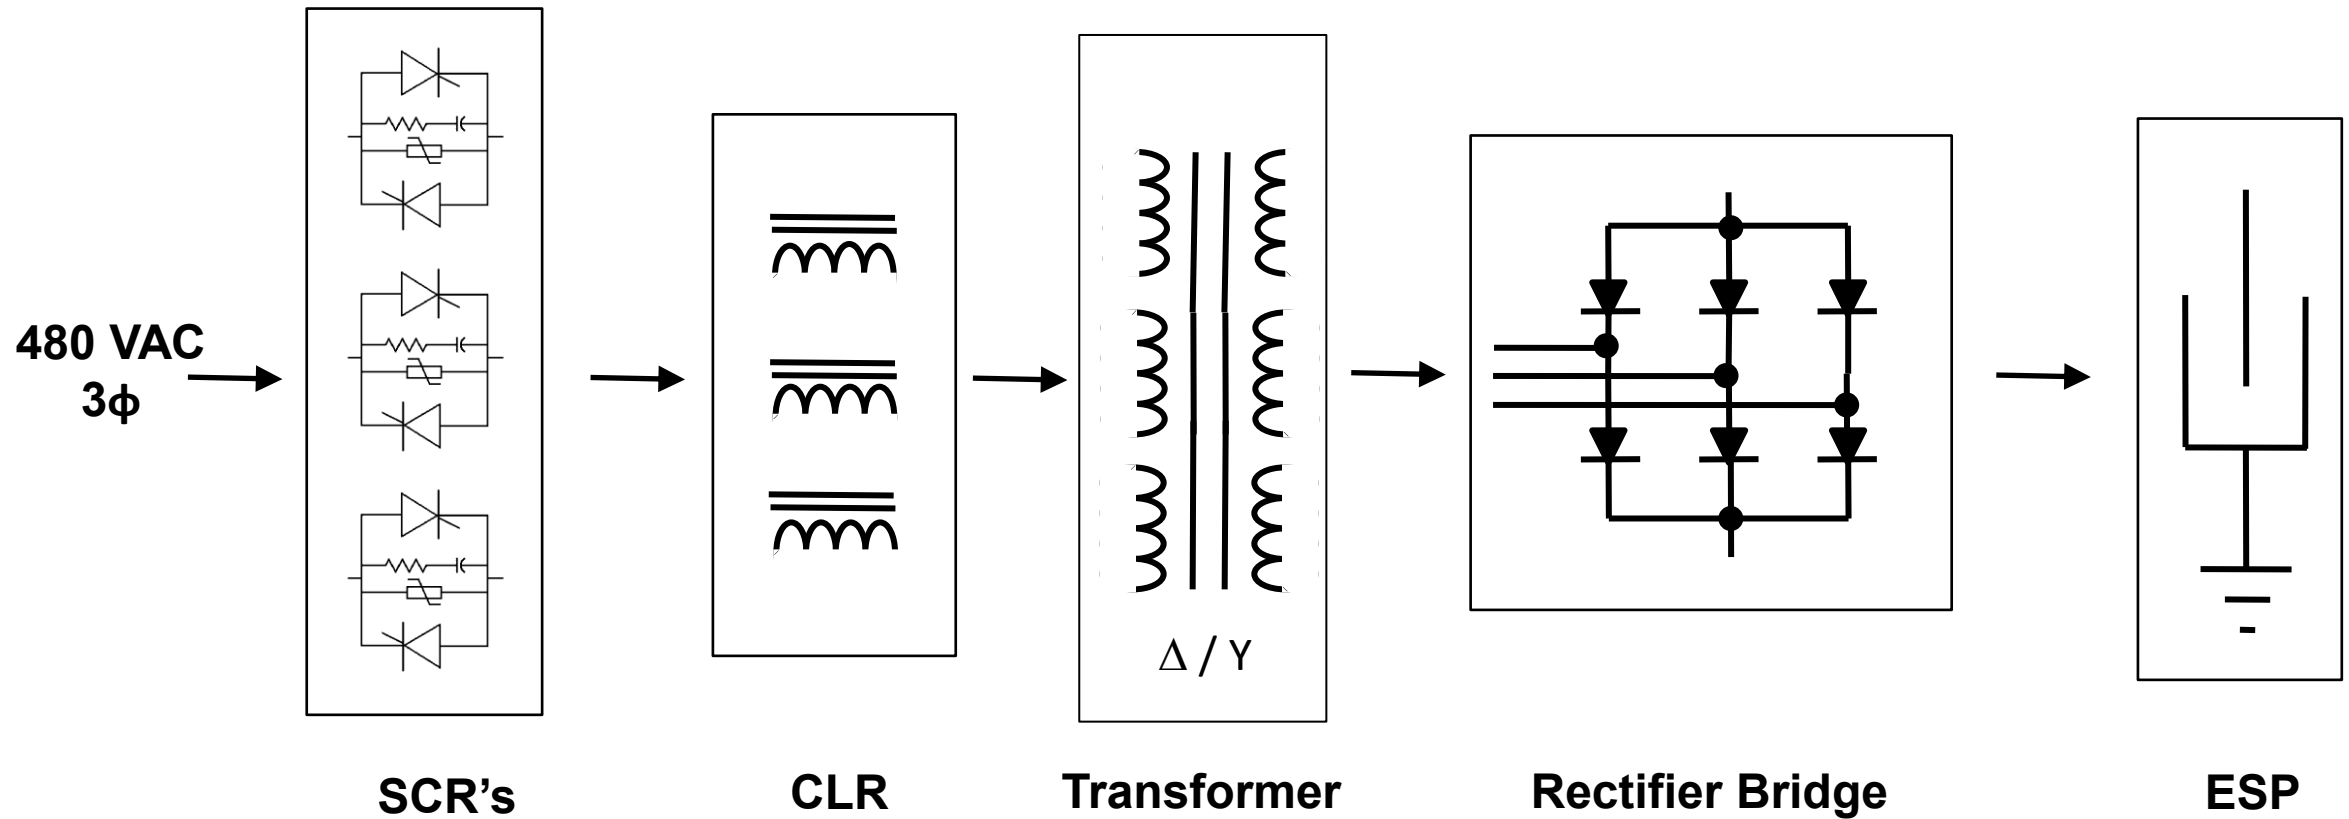 480 VAC
3ϕ
Δ / Y
SCR’s
CLR
Transformer
Rectifier Bridge
ESP